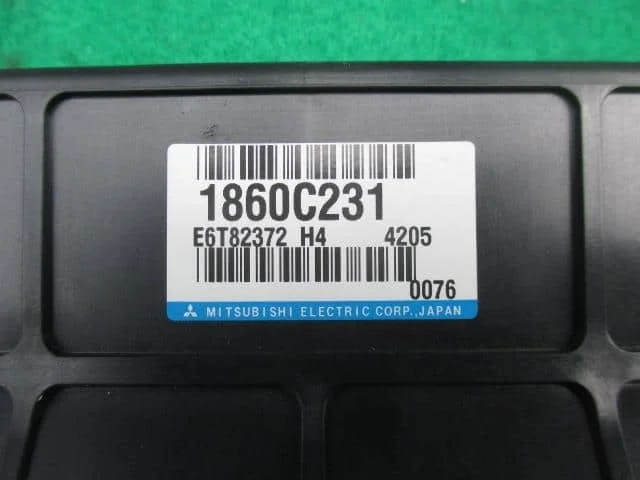 1860C231
E6T82372 H4 4205
0076
MITSUBISHI ELECTRIC CORP., JAPAN